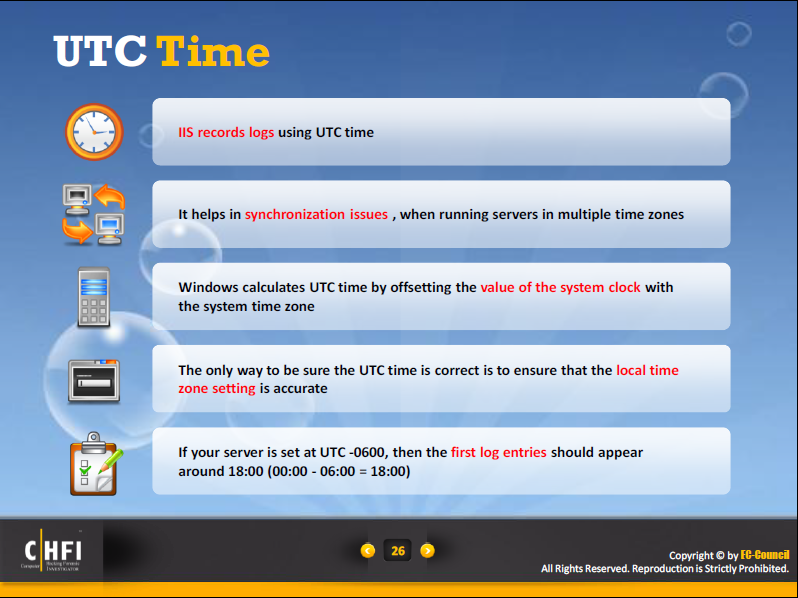 UTC Time
IIS records logs using UTC time
It helps in synchronization issues , when running servers in multiple time zones
Windows calculates UTC time by offsetting the value of the system clock with
the system time zone
The only way to be sure the UTC time is correct is to ensure that the local time
zone setting is accurate
If your server is set at UTC -0600, then the first log entries should appear
around 18:00 (00:00 - 06:00 = 18:00)
CHFI
Computer Hacking Forensic
INVESTIGATOR
26
Copyright © by EC-Council
All Rights Reserved. Reproduction is Strictly Prohibited.